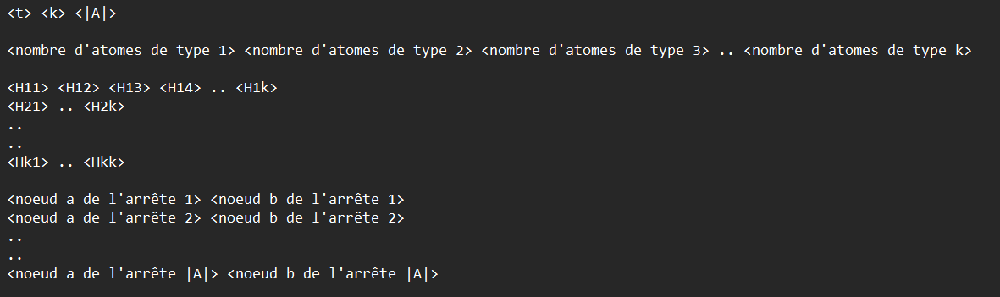 <t> <k> <|A|>
<nombre d'atomes de type 1> <nombre d'atomes de type 2> <nombre d'atomes de type 3> .. <nombre d'atomes de type k>
<H11> <H12> <H13> <H14> .. <H1k>
<H21> .. <H2k>
..
..
<Hk1> .. <Hkk>
<noeud a de l'arrête 1> <noeud b de l'arrête 1>
<noeud a de l'arrête 2> <noeud b de l'arrête 2>
..
..
<noeud a de l'arrête |A|> <noeud b de l'arrête |A|>